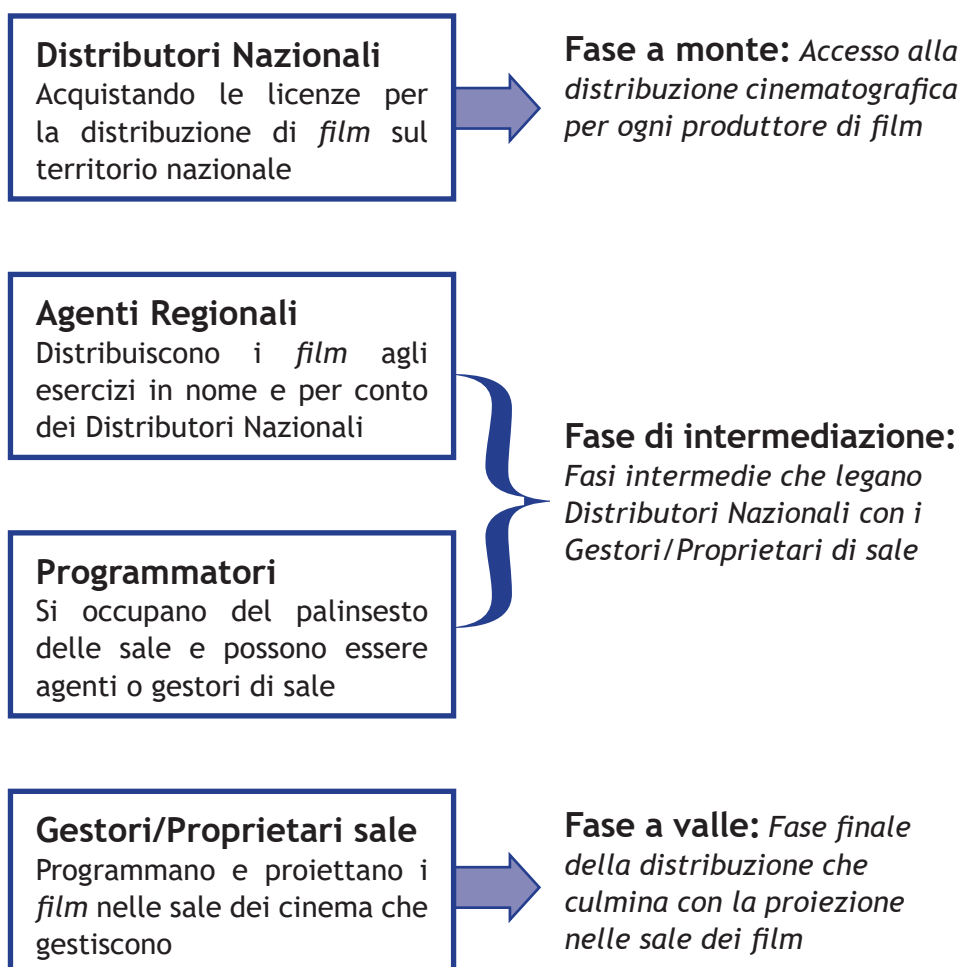 Distributori Nazionali
Acquistando le licenze per
la distribuzione di film sul
territorio nazionale
Fase a monte: Accesso alla
distribuzione cinematografica
per ogni produttore di film
Agenti Regionali
Distribuiscono i film agli
esercizi in nome e per conto
dei Distributori Nazionali
Programmatori
Si occupano del palinsesto
delle sale e possono essere
agenti o gestori di sale
Fase di intermediazione:
Fasi intermedie che legano
Distributori Nazionali con i
Gestori/Proprietari di sale
Gestori/Proprietari sale
Programmano e proiettano i
film nelle sale dei cinema che
gestiscono
Fase a valle: Fase finale
della distribuzione che
culmina con la proiezione
nelle sale dei film